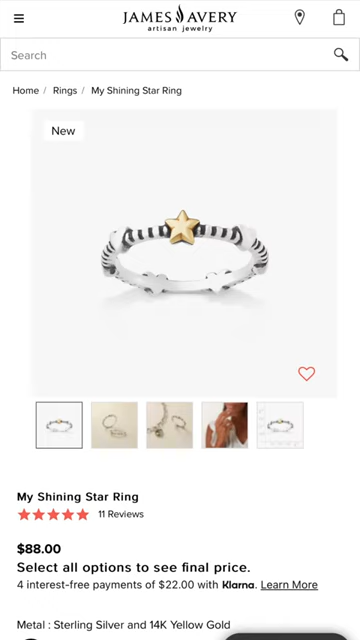 JAMES AVERY
artisan jewelry
Search
Home / Rings / My Shining Star Ring
New
My Shining Star Ring
11 Reviews
$88.00
Select all options to see final price.
4 interest-free payments of $22.00 with Klarna. Learn More
Metal : Sterling Silver and 14K Yellow Gold